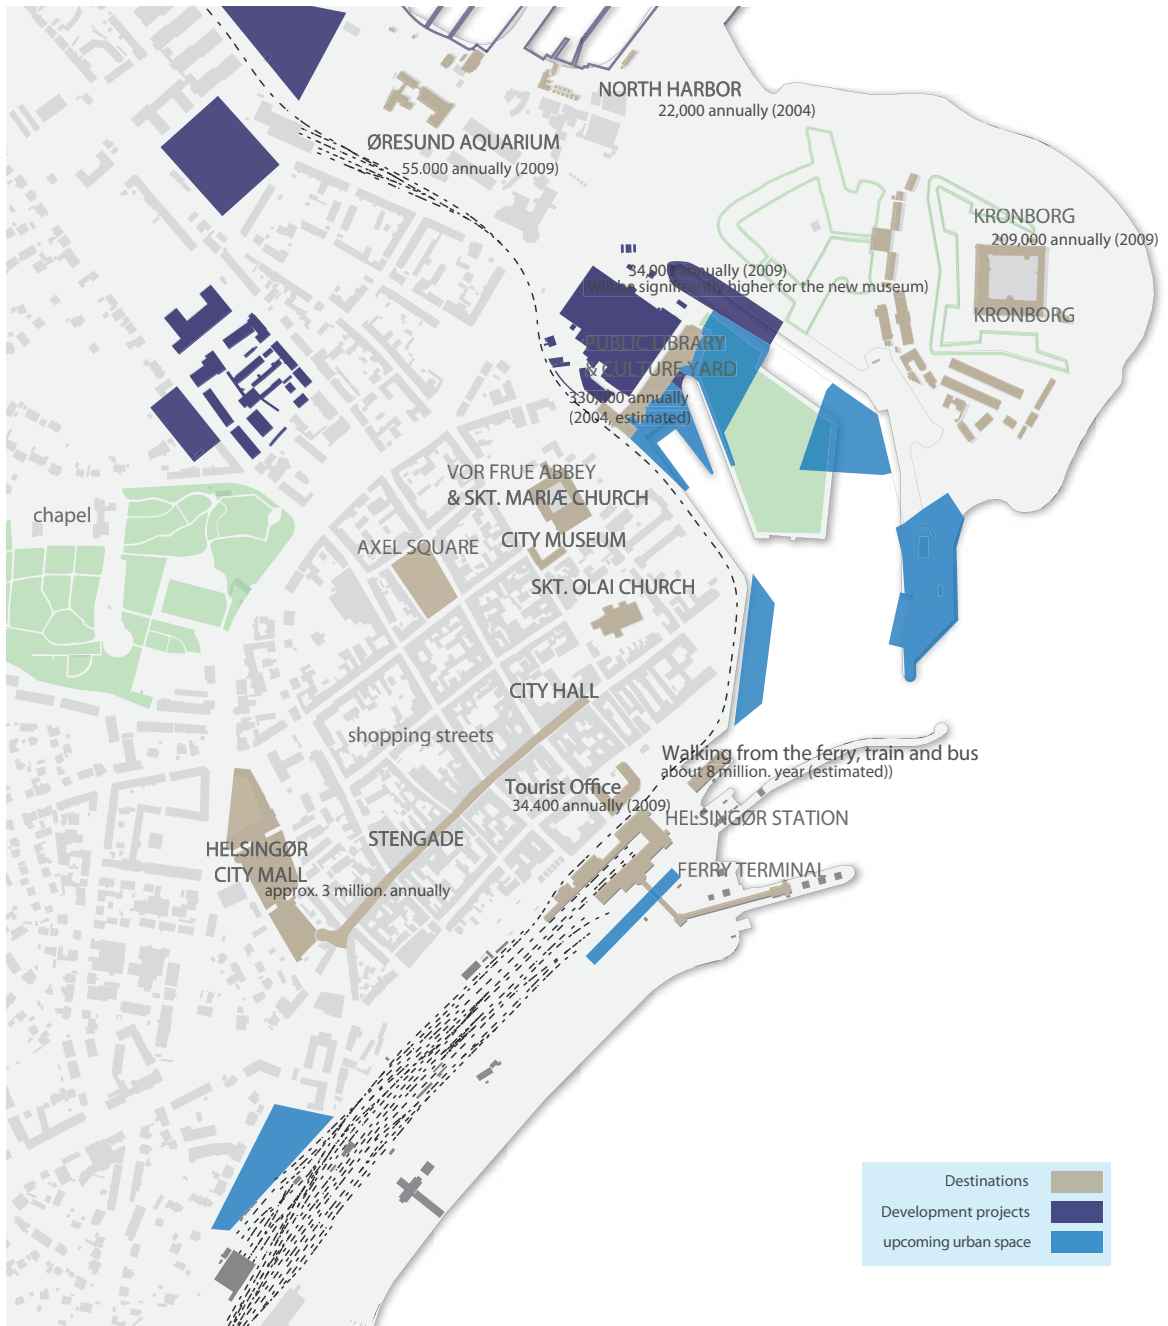 NORTH HARBOR
22,000 annually (2004)
ØRESUND AQUARIUM
55.000 annually (2009)
KRONBORG
209,000 annually (2009)
34,000 annually (2009)
(Will be significantly higher for the new museum)
KRONBORG
PUBLIC LIBRARY
& CULTURE YARD
330,000 annually
(2004, estimated)
VOR FRUE ABBEY
& SKT. MARIÆ CHURCH
chapel
AXEL SQUARE
CITY MUSEUM
SKT. OLAI CHURCH
CITY HALL
shopping streets
Walking from the ferry, train and bus
about 8 million. year (estimated))
Tourist Office
34.400 annually (2009)
HELSINGØR STATION
STENGADE
HELSINGØR
CITY MALL
approx. 3 million. annually
FERRY TERMINAL
Destinations
Development projects
upcoming urban space